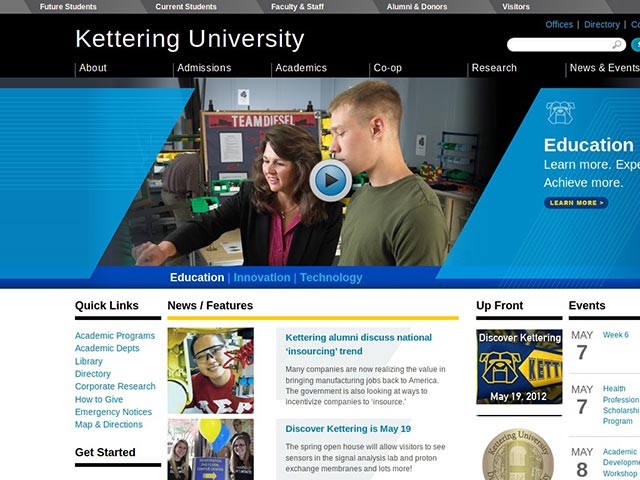 Future Students
Current Students
Faculty & Staff
Alumni & Donors
Visitors
Offices | Directory |
Kettering University
About
Admissions
Academics
Co-op
Research
News & Events
TEAMDIESEL
Education
Learn more.
Achieve more.
LEARN MORE >
Education | Innovation | Technology
Quick Links
Academic Programs
Academic Depts
Library
Directory
Corporate Research
How to Give
Emergency Notices
Map & Directions
Get Started
News / Features
Kettering alumni discuss national
‘insourcing’ trend
Many companies are now realizing the value in
bringing manufacturing jobs back to America.
The government is also looking at ways to
incentivize companies to ‘insource.’
Discover Kettering is May 19
The spring open house will allow visitors to see
sensors in the signal analysis lab and proton
exchange membranes and lots more!
Up Front
Discover Kettering
KETT
May 19, 2012
Kettering University
Events
MAY
7
Week 6
MAY
7
Health
Profession
Scholarship
Program
MAY
8
Academic
Workshop